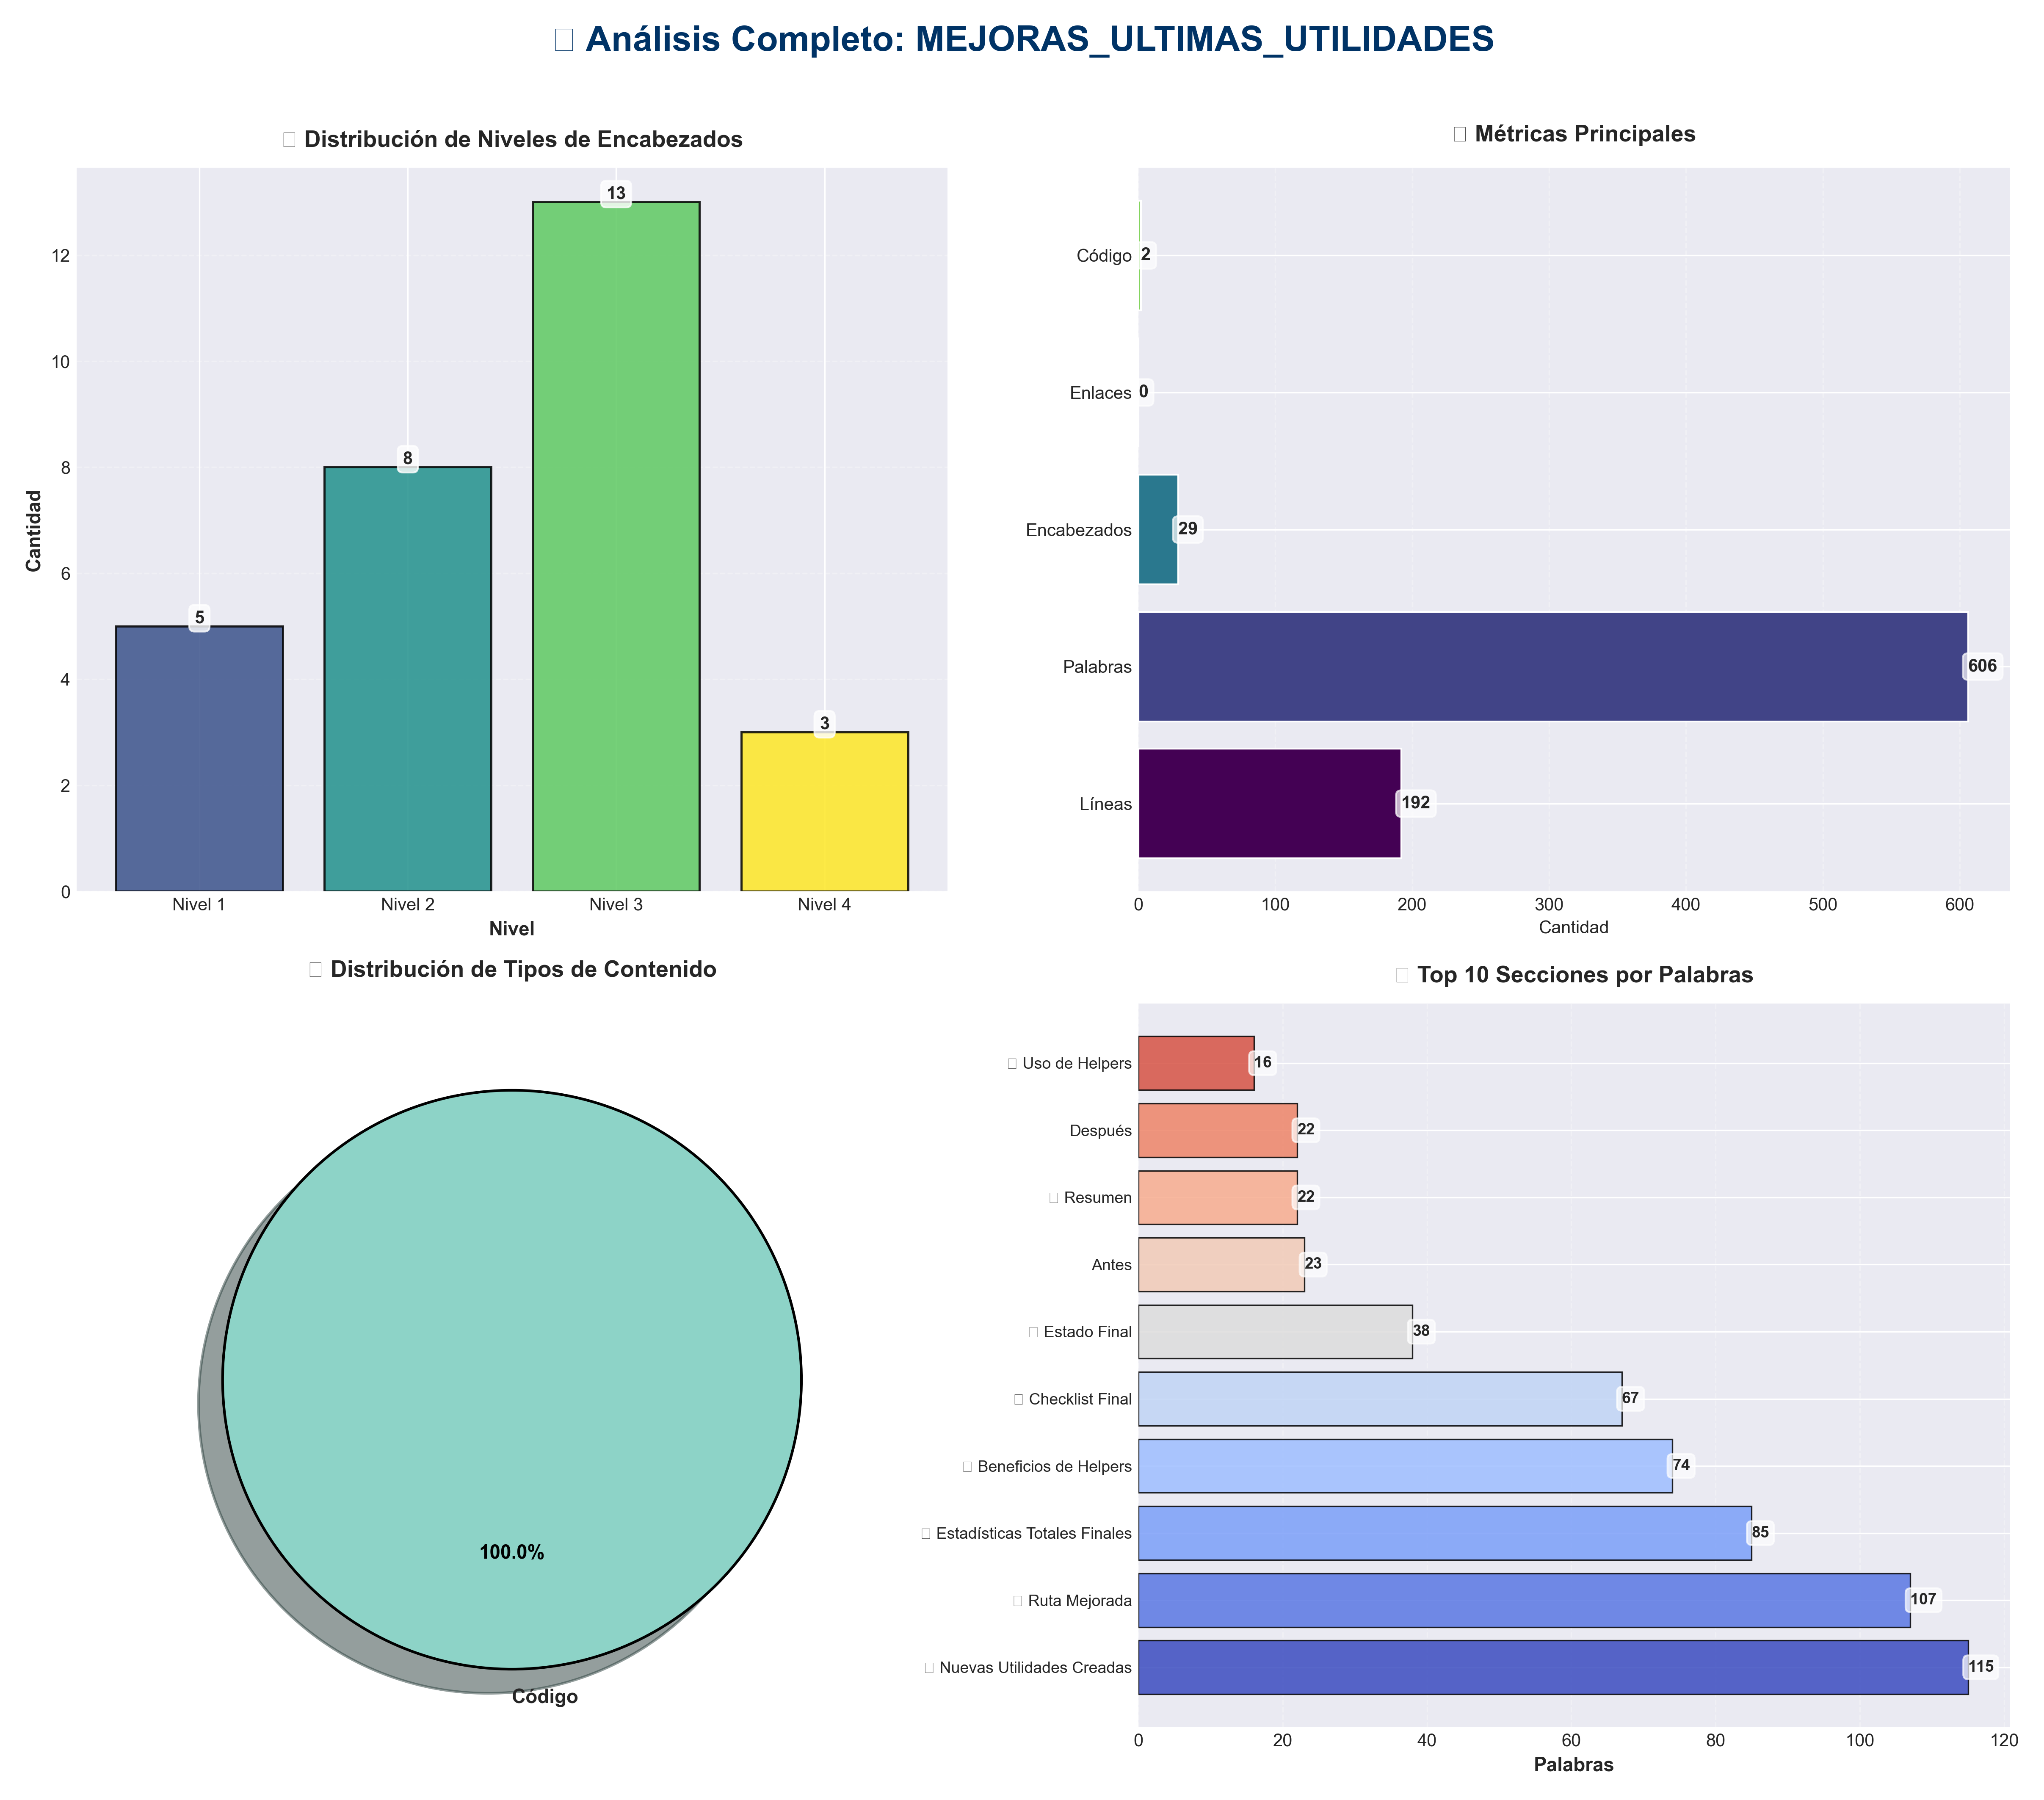 Análisis Completo: MEJORAS_ULTIMAS_UTILIDADES
Distribución de Niveles de Encabezados
Cantidad
12
10
8
6
4
2
0
5
8
13
3
Nivel 1
Nivel 2
Nivel 3
Nivel 4
Nivel
Métricas Principales
Código
2
Enlaces
0
Encabezados
29
Palabras
606
Líneas
192
0
100
200
300
400
500
600
Cantidad
Distribución de Tipos de Contenido
100.0%
Código
Top 10 Secciones por Palabras
Uso de Helpers
16
Después
22
Resumen
22
Antes
23
Estado Final
38
Checklist Final
67
Beneficios de Helpers
74
Estadísticas Totales Finales
85
Ruta Mejorada
107
Nuevas Utilidades Creadas
115
0
20
40
60
80
100
120
Palabras